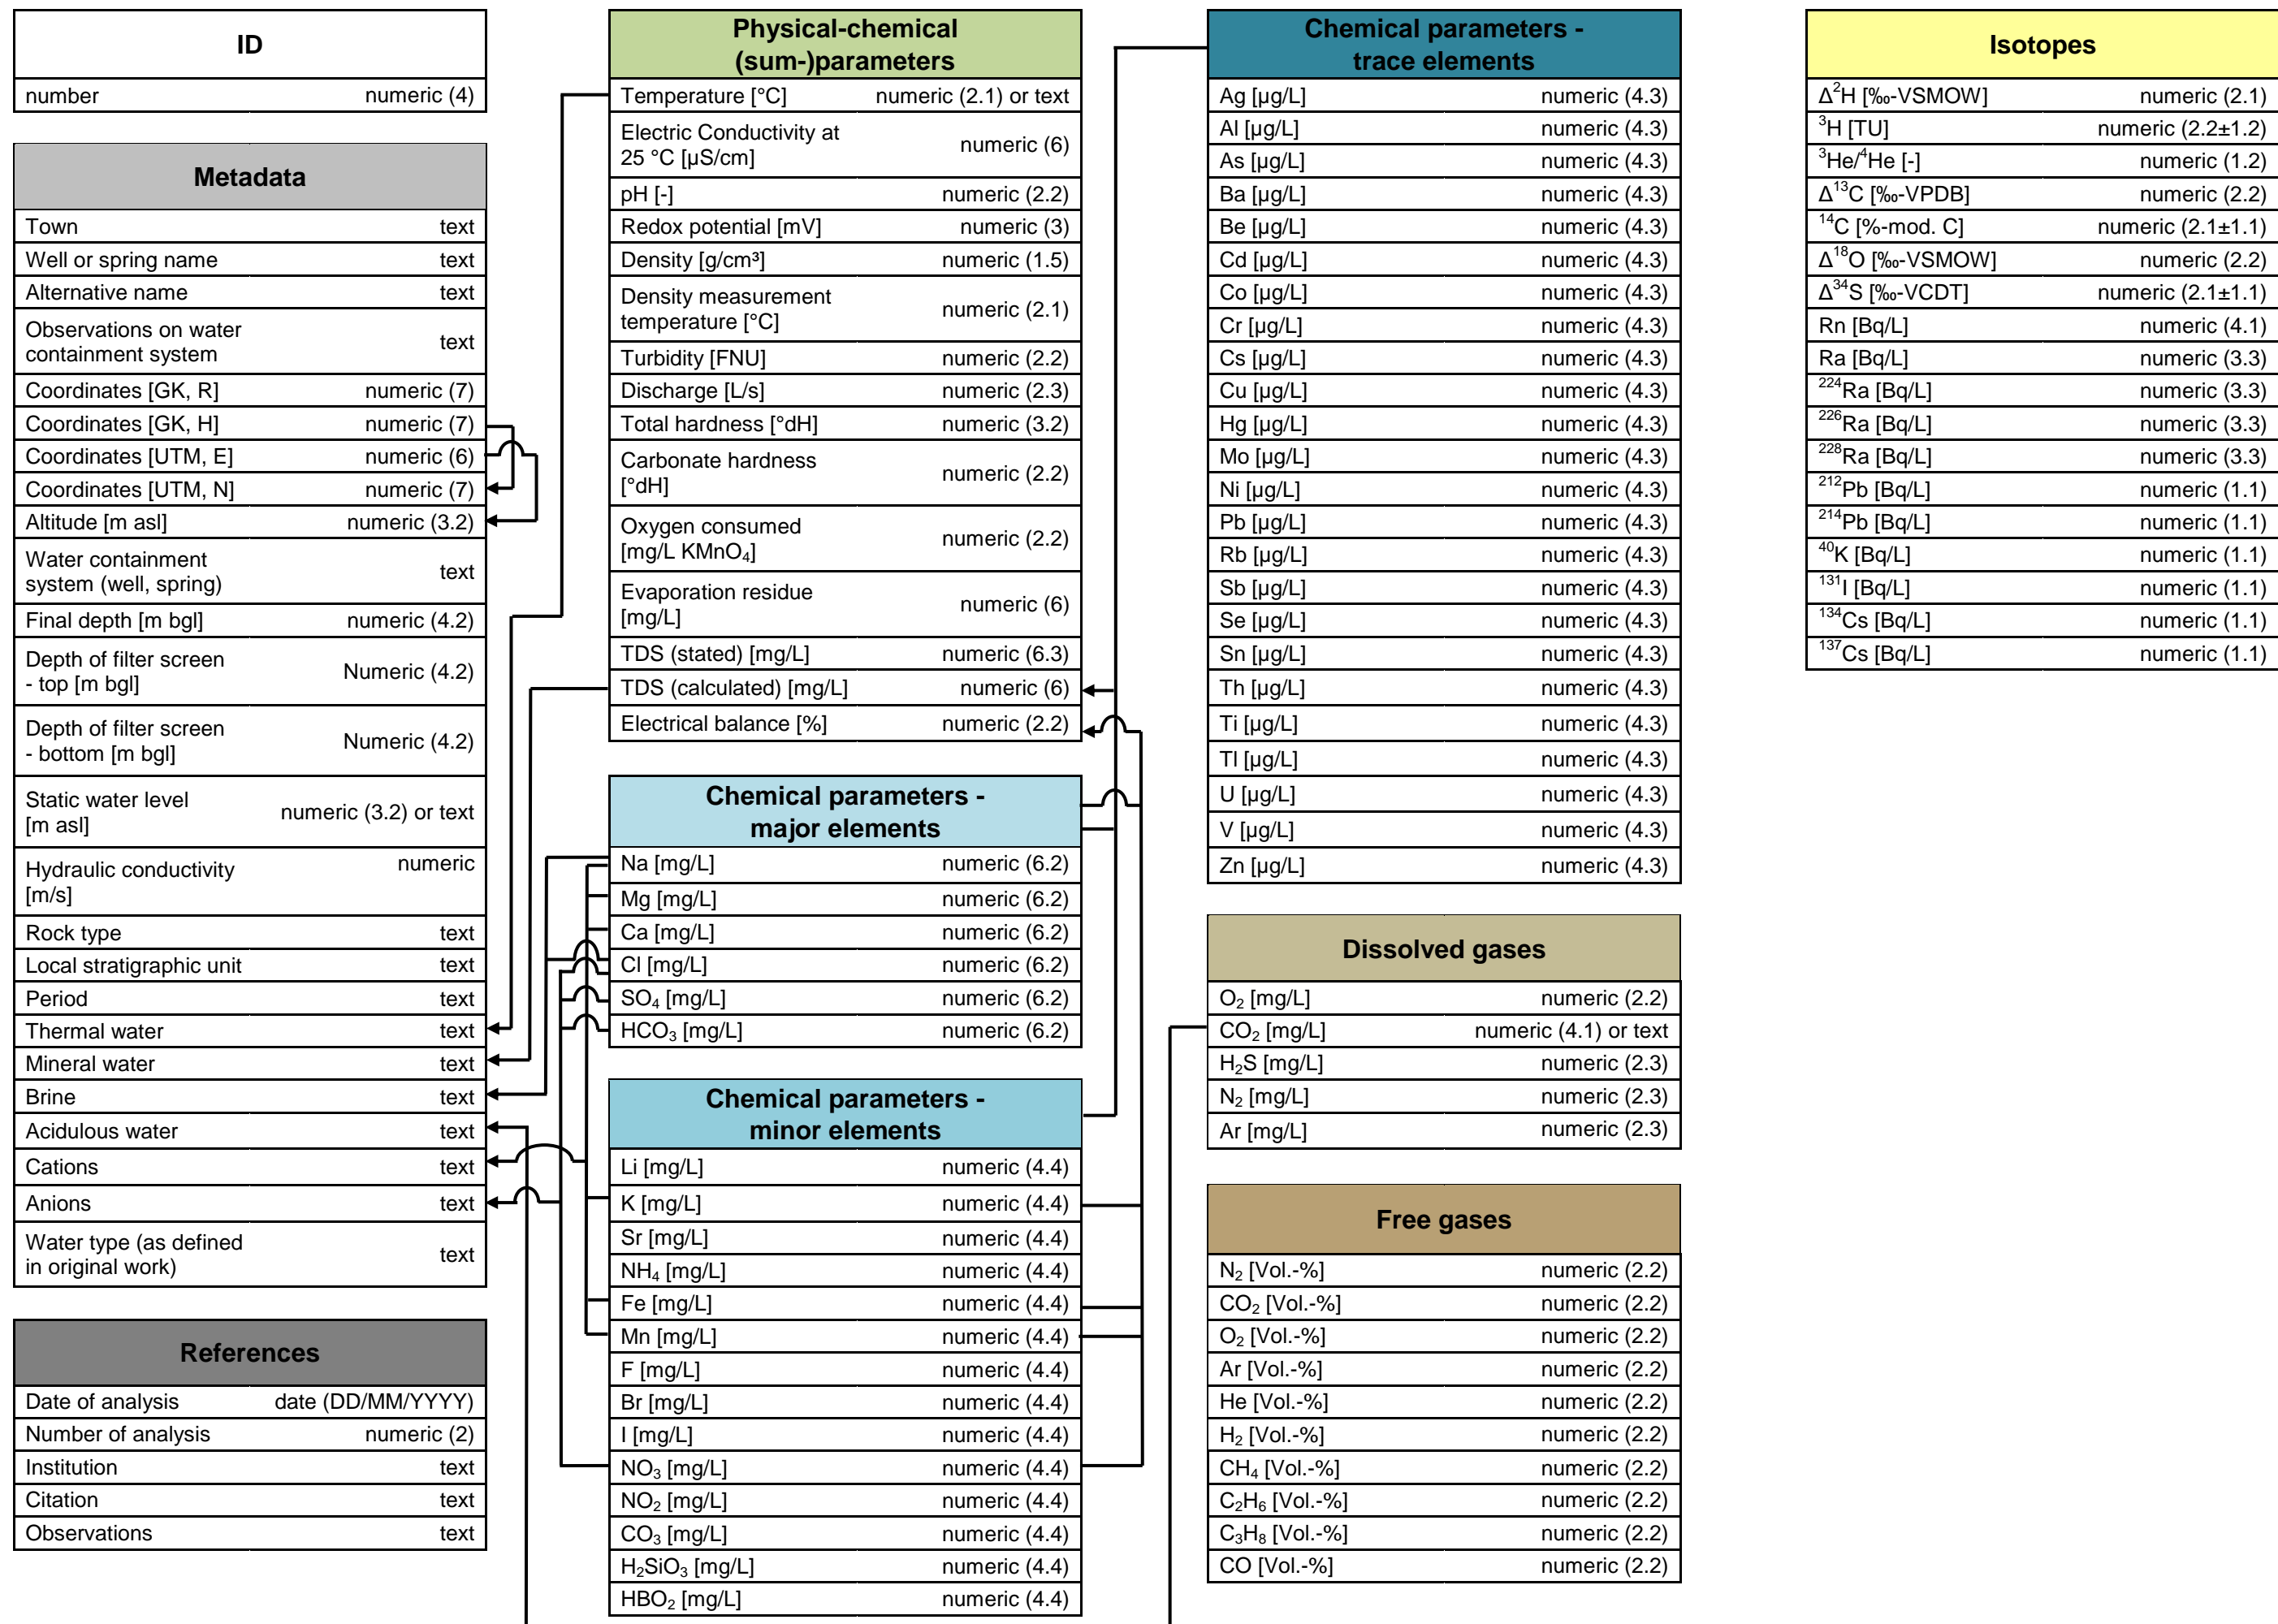 ID
number numeric (4)
Metadata
Town text
Well or spring name text
Alternative name text
Observations on water
containment system text
Coordinates [GK, R] numeric (7)
Coordinates [GK, H] numeric (7)
Coordinates [UTM, E] numeric (6)
Coordinates [UTM, N] numeric (7)
Altitude [m asl] numeric (3.2)
Water containment
system (well, spring) text
Final depth [m bgl] numeric (4.2)
Depth of filter screen
- top [m bgl] Numeric (4.2)
Depth of filter screen
- bottom [m bgl] Numeric (4.2)
Static water level
[m asl] numeric (3.2) or text
Hydraulic conductivity
[m/s] numeric
Rock type text
Local stratigraphic unit text
Period text
Thermal water text
Mineral water text
Brine text
Acidulous water text
Cations text
Anions text
Water type (as defined
in original work) text
References
Date of analysis date (DD/MM/YYYY)
Number of analysis numeric (2)
Institution text
Citation text
Observations text
Physical-chemical
(sum-)parameters
Temperature [°C] numeric (2.1) or text
Electric Conductivity at
25 °C [µS/cm] numeric (6)
pH [-] numeric (2.2)
Redox potential [mV] numeric (3)
Density [g/cm³] numeric (1.5)
Density measurement
temperature [°C] numeric (2.1)
Turbidity [FNU] numeric (2.2)
Discharge [L/s] numeric (2.3)
Total hardness [°dH] numeric (3.2)
Carbonate hardness
[°dH] numeric (2.2)
Oxygen consumed
[mg/L KMnO₄] numeric (2.2)
Evaporation residue
[mg/L] numeric (6)
TDS (stated) [mg/L] numeric (6.3)
TDS (calculated) [mg/L] numeric (6)
Electrical balance [%] numeric (2.2)
Chemical parameters -
major elements
Na [mg/L] numeric (6.2)
Mg [mg/L] numeric (6.2)
Ca [mg/L] numeric (6.2)
Cl [mg/L] numeric (6.2)
SO₄ [mg/L] numeric (6.2)
HCO₃ [mg/L] numeric (6.2)
Chemical parameters -
minor elements
Li [mg/L] numeric (4.4)
K [mg/L] numeric (4.4)
Sr [mg/L] numeric (4.4)
NH₄ [mg/L] numeric (4.4)
Fe [mg/L] numeric (4.4)
Mn [mg/L] numeric (4.4)
F [mg/L] numeric (4.4)
Br [mg/L] numeric (4.4)
I [mg/L] numeric (4.4)
NO₃ [mg/L] numeric (4.4)
NO₂ [mg/L] numeric (4.4)
CO₃ [mg/L] numeric (4.4)
H₂SiO₃ [mg/L] numeric (4.4)
HBO₂ [mg/L] numeric (4.4)
Chemical parameters -
trace elements
Ag [µg/L] numeric (4.3)
Al [µg/L] numeric (4.3)
As [µg/L] numeric (4.3)
Ba [µg/L] numeric (4.3)
Be [µg/L] numeric (4.3)
Cd [µg/L] numeric (4.3)
Co [µg/L] numeric (4.3)
Cr [µg/L] numeric (4.3)
Cs [µg/L] numeric (4.3)
Cu [µg/L] numeric (4.3)
Hg [µg/L] numeric (4.3)
Mo [µg/L] numeric (4.3)
Ni [µg/L] numeric (4.3)
Pb [µg/L] numeric (4.3)
Rb [µg/L] numeric (4.3)
Sb [µg/L] numeric (4.3)
Se [µg/L] numeric (4.3)
Sn [µg/L] numeric (4.3)
Th [µg/L] numeric (4.3)
Ti [µg/L] numeric (4.3)
Tl [µg/L] numeric (4.3)
U [µg/L] numeric (4.3)
V [µg/L] numeric (4.3)
Zn [µg/L] numeric (4.3)
Dissolved gases
O₂ [mg/L] numeric (2.2)
CO₂ [mg/L] numeric (4.1) or text
H₂S [mg/L] numeric (2.3)
N₂ [mg/L] numeric (2.3)
Ar [mg/L] numeric (2.3)
Free gases
N₂ [Vol.-%] numeric (2.2)
CO₂ [Vol.-%] numeric (2.2)
O₂ [Vol.-%] numeric (2.2)
Ar [Vol.-%] numeric (2.2)
He [Vol.-%] numeric (2.2)
H₂ [Vol.-%] numeric (2.2)
CH₄ [Vol.-%] numeric (2.2)
C₂H₆ [Vol.-%] numeric (2.2)
C₃H₈ [Vol.-%] numeric (2.2)
CO [Vol.-%] numeric (2.2)
Isotopes
Δ²H [‰-VSMOW] numeric (2.1)
³H [TU] numeric (2.2±1.2)
³He/⁴He [-] numeric (1.2)
Δ¹³C [‰-VPDB] numeric (2.2)
¹⁴C [%-mod. C] numeric (2.1±1.1)
Δ¹⁸O [‰-VSMOW] numeric (2.2)
Δ³⁴S [‰-VCDT] numeric (2.1±1.1)
Rn [Bq/L] numeric (4.1)
Ra [Bq/L] numeric (3.3)
²²⁴Ra [Bq/L] numeric (3.3)
²²⁶Ra [Bq/L] numeric (3.3)
²²⁸Ra [Bq/L] numeric (3.3)
²¹²Pb [Bq/L] numeric (1.1)
²¹⁴Pb [Bq/L] numeric (1.1)
⁴⁰K [Bq/L] numeric (1.1)
¹³¹I [Bq/L] numeric (1.1)
¹³⁴Cs [Bq/L] numeric (1.1)
¹³⁷Cs [Bq/L] numeric (1.1)